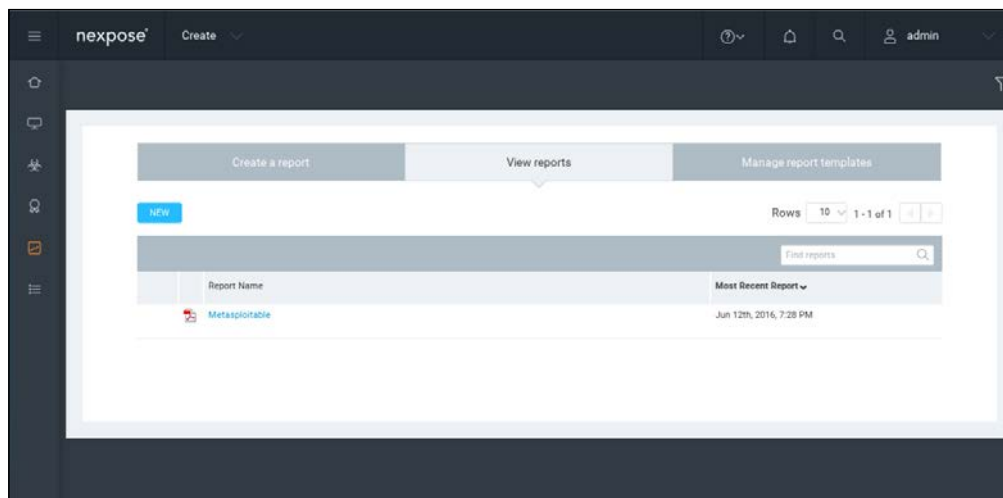 nexpose®
Create
admin
Create a report
View reports
Manage report templates
NEW
Rows 10 1 - 1 of 1
Find reports
Report Name
Most Recent Report
Metasploitable
Jun 12th, 2016, 7:28 PM